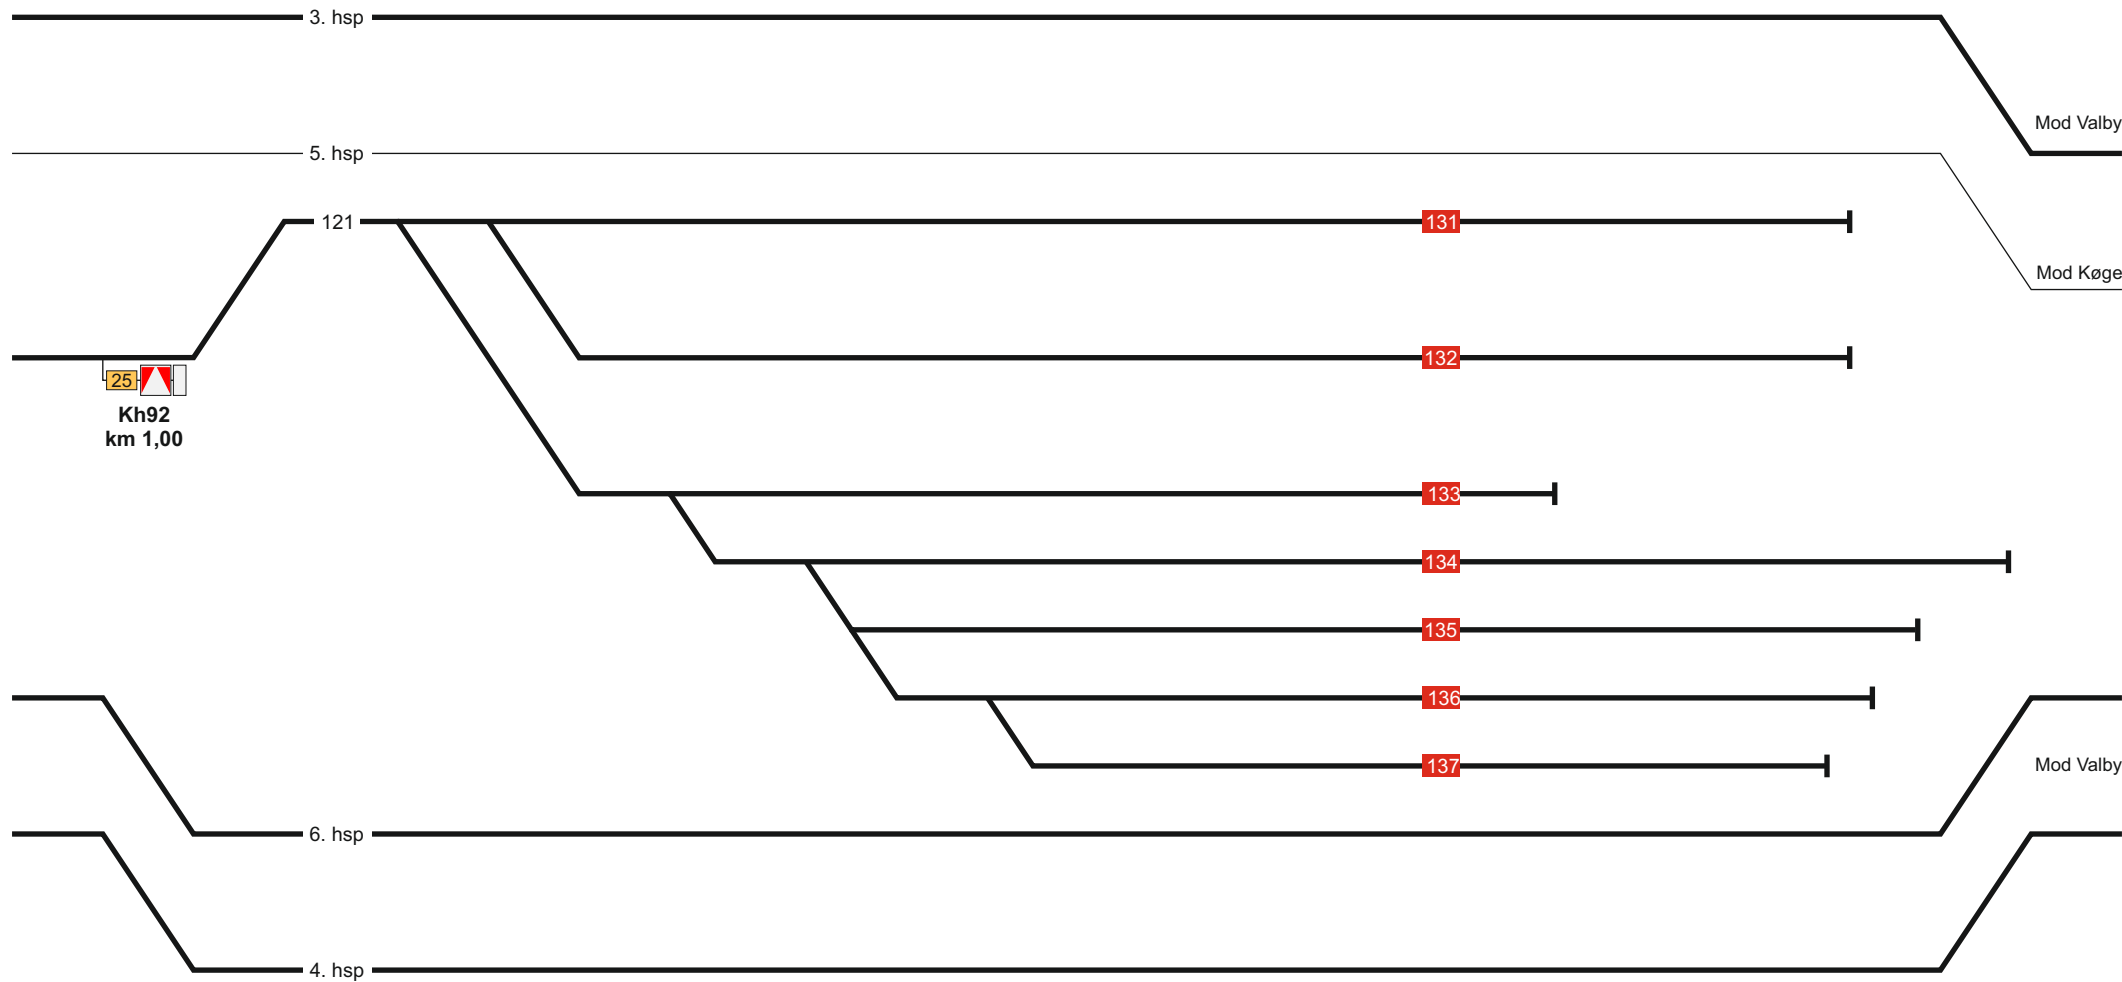 3. hsp
Mod Valby
5. hsp
121
131
Mod Køge
132
25
Kh92
km 1,00
133
134
135
136
137
Mod Valby
6. hsp
4. hsp